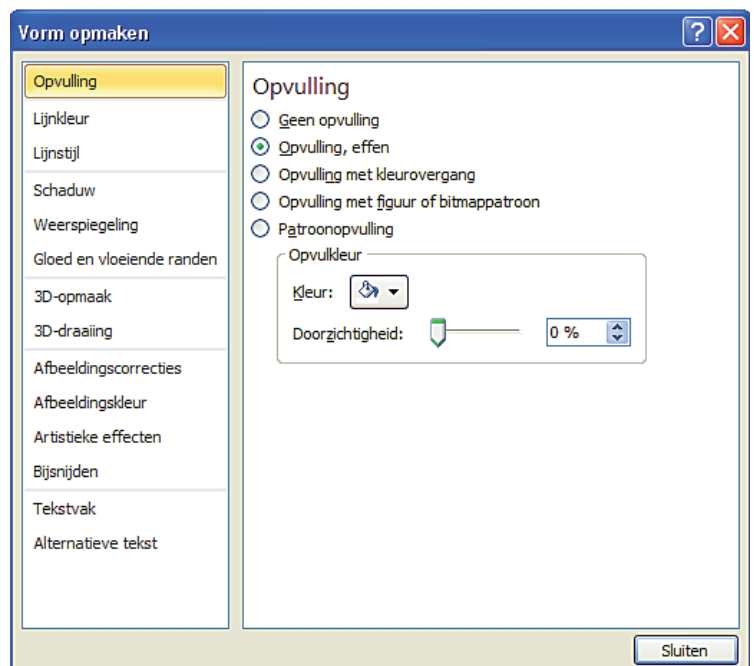 Vorm opmaken
Opvulling
Lijnkleur
Lijnstijl
Schaduw
Weerspiegeling
Gloed en vloeiende randen
3D-opmaak
3D-draaiing
Afbeeldingscorrecties
Afbeeldingskleur
Artistieke effecten
Bijsnijden
Tekstvak
Alternatieve tekst
Opvulling
Geen opvulling
Opvulling, effen
Opvulling met kleurovergang
Opvulling met figuur of bitmappatroon
Patroonopvulling
Opvulkleur
Kleur:
Doorzichtigheid: 0 %
Sluiten